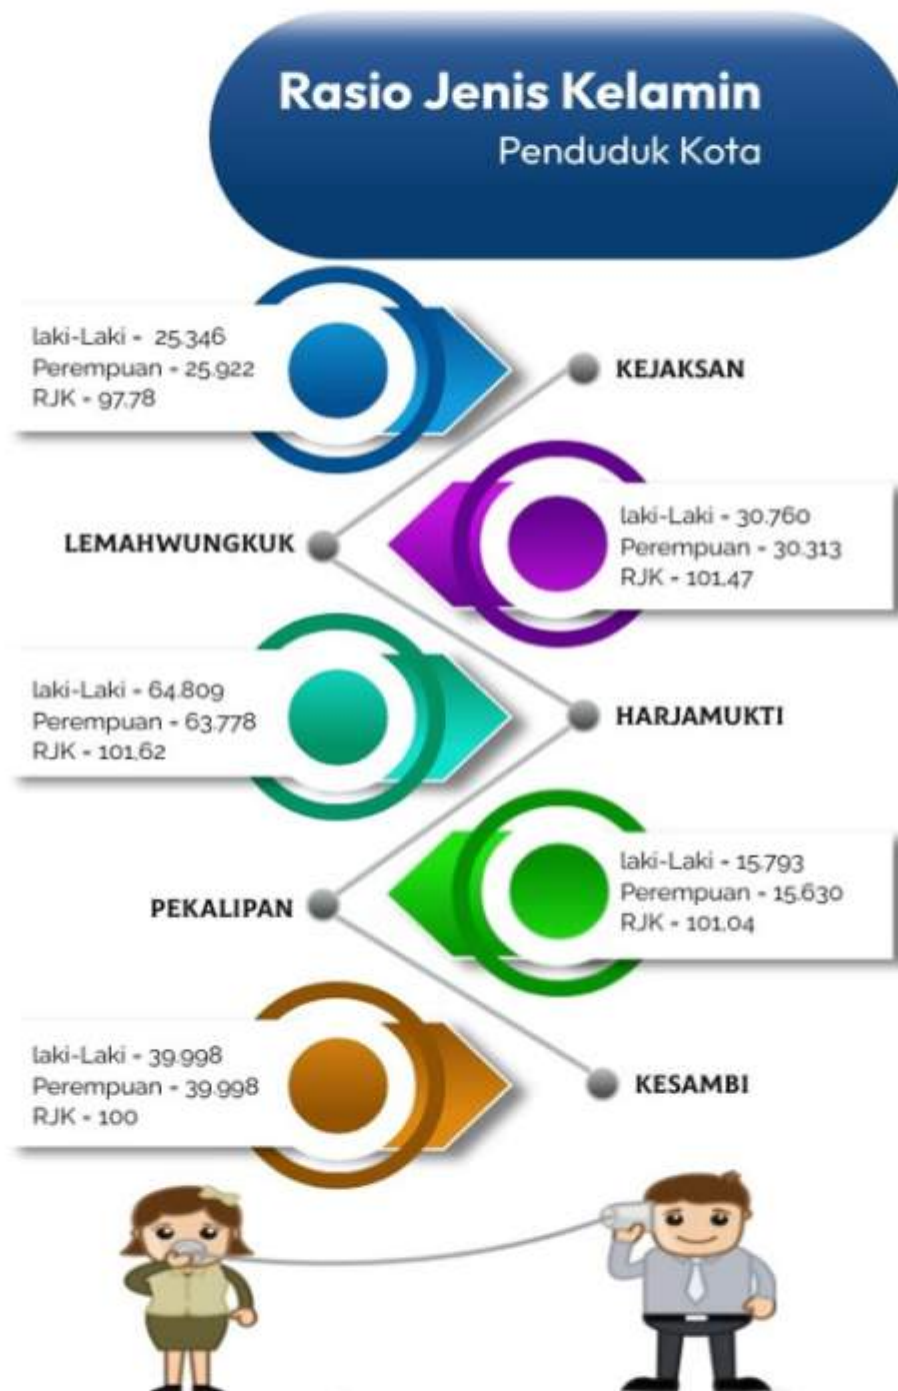 Rasio Jenis Kelamin
Penduduk Kota
laki-Laki = 25.346
Perempuan = 25.922
RJK = 97,78
KEJAKSAN
LEMAHWUNGKUK
laki-Laki = 30.760
Perempuan = 30.313
RJK = 101,47
laki-Laki = 64.809
Perempuan = 63.778
RJK = 101,62
HARJAMUKTI
PEKALIPAN
laki-Laki = 15.793
Perempuan = 15.630
RJK = 101,04
laki-Laki = 39.998
Perempuan = 39.998
RJK = 100
KESAMBI